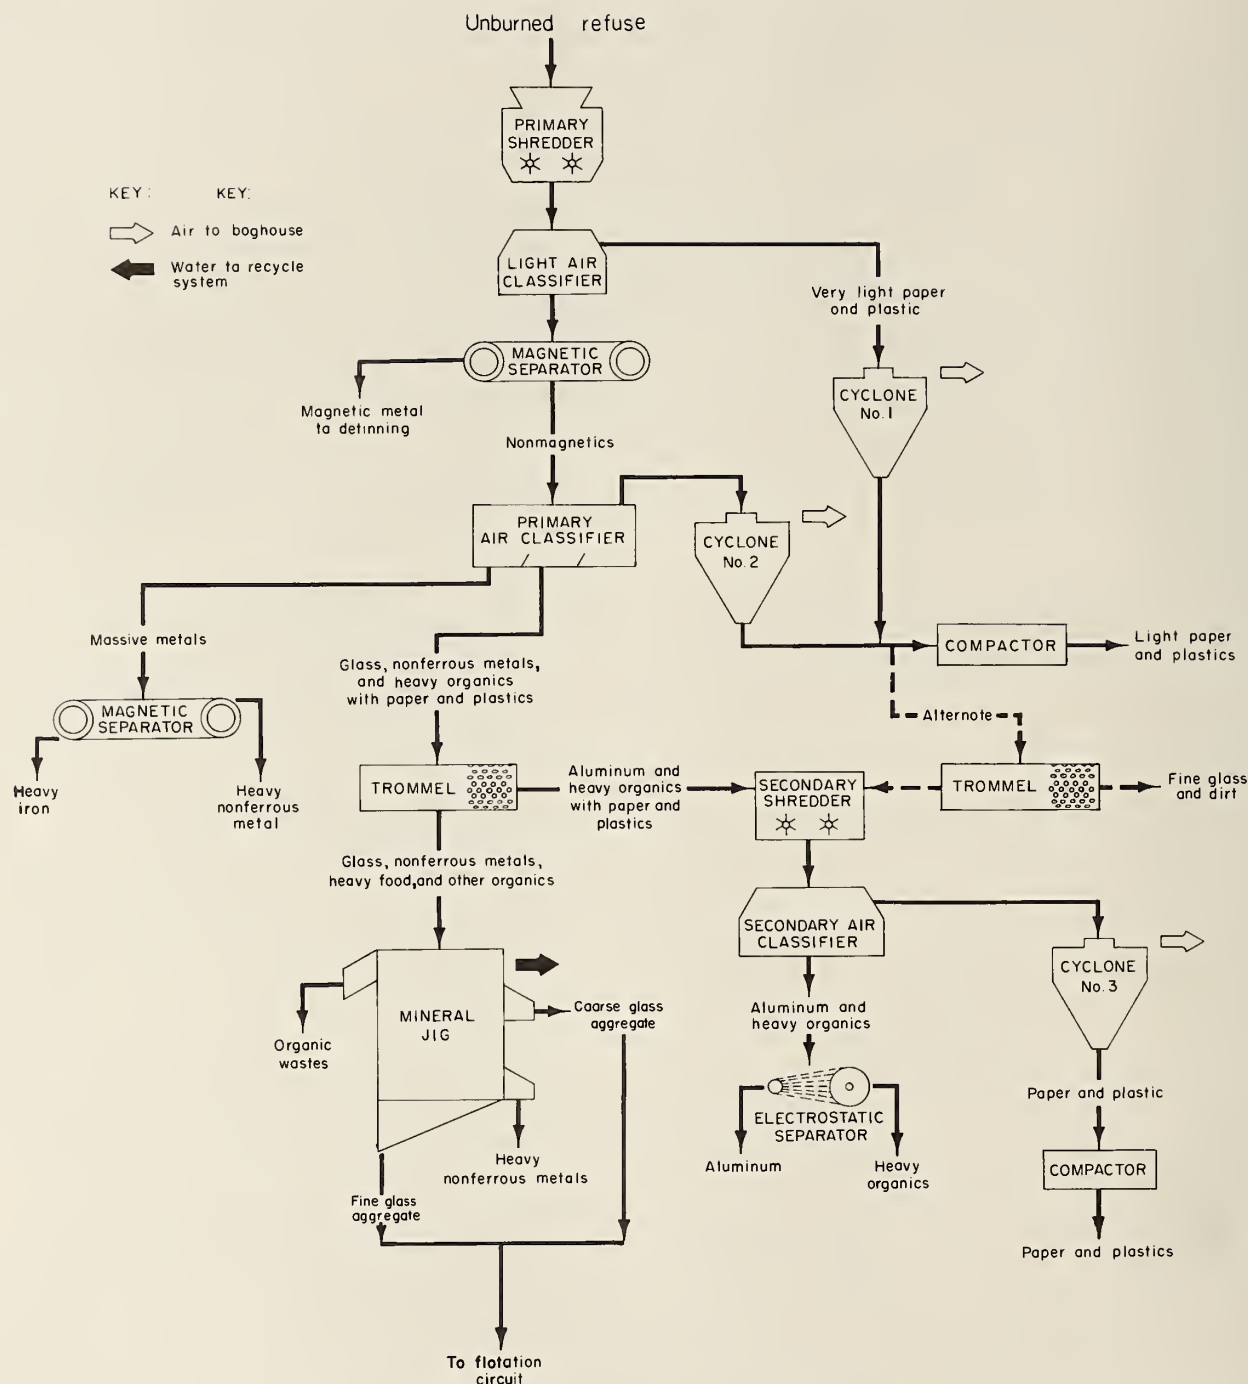 Unburned refuse
PRIMARY
SHREDDER
KEY: KEY:
Air to boghouse
Water ta recycle
system
LIGHT AIR
CLASSIFIER
Very light paper
ond plastic
MAGNETIC
SEPARATOR
CYCLONE
No. 1
Magnetic metal
ta detinning
Nonmagnetics
PRIMARY
AIR CLASSIFIER
CYCLONE
No. 2
Massive metals
COMPACTOR
Light paper
and plastics
Glass, nonferrous metals,
and heavy organics
with paper and plastics
MAGNETIC
SEPARATOR
Alternote
Heavy
iron
Heavy
nonferrous
metal
TROMMEL
Aluminum and
heavy organics
with paper and
plastics
SECONDARY
SHREDDER
TROMMEL
Fine glass
and dirt
Glass, nonferrous metals,
heavy food, and other organics
SECONDARY AIR
CLASSIFIER
CYCLONE
No. 3
MINERAL
JIG
Organic
wastes
Caarse glass
aggregate
Aluminum and
heavy organics
Paper and plastic
ELECTROSTATIC
SEPARATOR
Heavy
nonferrous metals
Aluminum
Heavy
organics
COMPACTOR
Fine glass
aggregate
Paper and plastics
To flotation
circuit